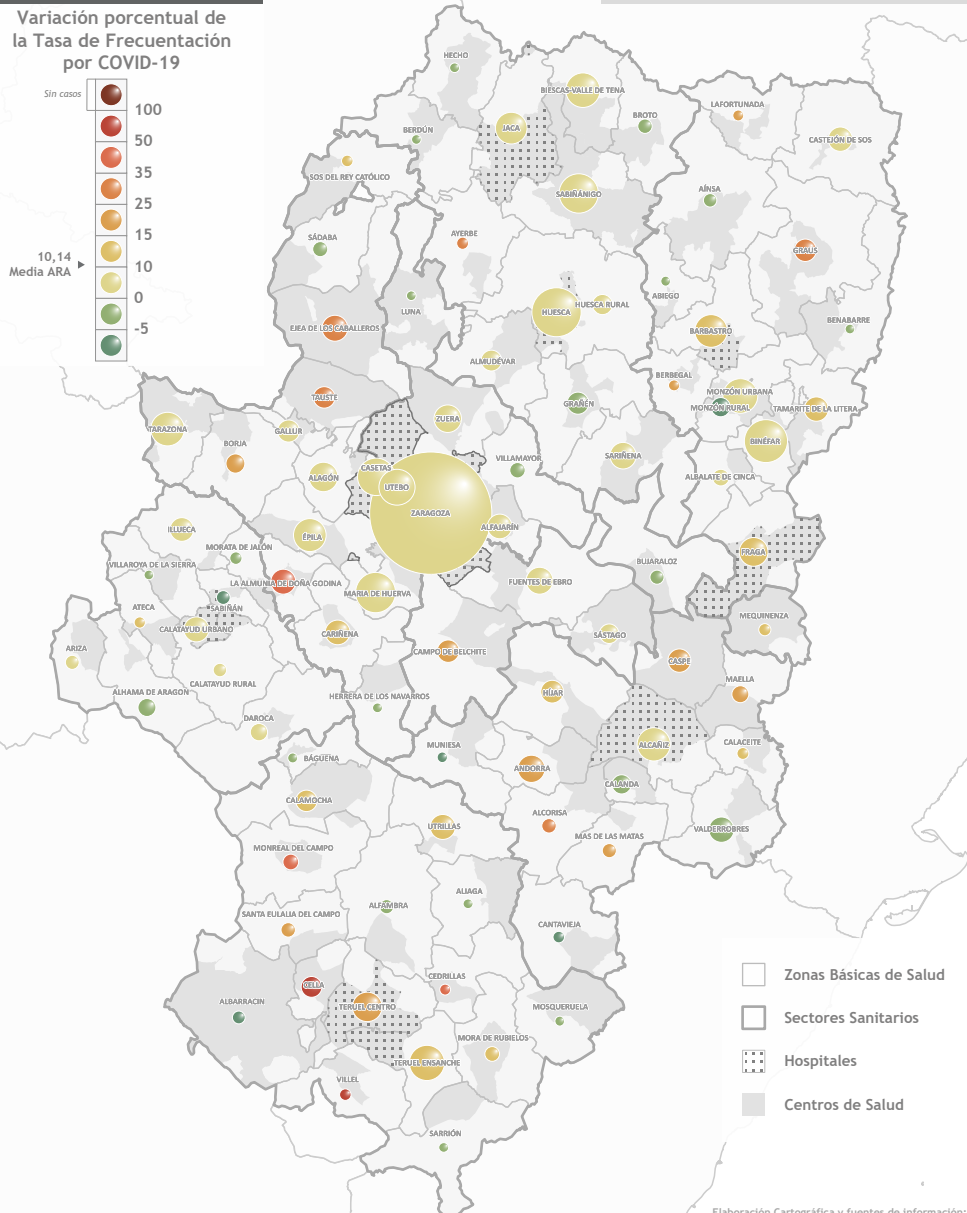 Variación porcentual de
la Tasa de Frecuentación
por COVID-19
Sin casos
100
50
35
25
15
10,14
Media ARA
10
0
-5
HECHO
BIESCAS-VALLE DE TENA
BROTO
LAFORTUNADA
JACA
BERDÚN
CASTEJÓN DE SOS
SOS DEL REY CATÓLICO
SABIÑÁNIGO
AÍNSA
SÁDABA
AYERBE
GRAUS
ABIEGO
LUNA
HUESCA
HUESCA RURAL
BENABARRE
EJEA DE LOS CABALLEROS
BARBASTRO
ALMUDÉVAR
BERBEGAL
MONZÓN URBANA
TAUSTE
GRAÑÉN
MONZÓN RURAL
TAMARITE DE LA LITERA
ZUERA
TARAZONA
GALLUR
BORJA
BINÉFAR
VILLAMAYOR
SARIÑENA
CASETAS
ALAGÓN
UTEBO
ALBALATE DE CINCA
ZARAGOZA
ILLUECA
ALFAJARÍN
ÉPILA
MORATA DE JALÓN
FRAGA
VILLAROYA DE LA SIERRA
BUJARALOZ
LA ALMUNIA DE DOÑA GODINA
FUENTES DE EBRO
MARIA DE HUERVA
ATECA
SABIÑÁN
MEQUINENZA
CALATAYUD URBANO
CARIÑENA
SÁSTAGO
ARIZA
CAMPO DE BELCHITE
CASPE
CALATAYUD RURAL
MAELLA
ALHAMA DE ARAGON
HERRERA DE LOS NAVARROS
HÍJAR
DAROCA
MUNIESA
ALCAÑIZ
CALACEITE
BÁGUENA
ANDORRA
CALANDA
CALAMOCHA
ALCORISA
UTRILLAS
VALDERROBRES
MAS DE LAS MATAS
MONREAL DEL CAMPO
ALIAGA
ALFAMBRA
SANTA EULALIA DEL CAMPO
CANTAVIEJA
CEDRILLAS
CELLA
ALBARRACIN
TERUEL CENTRO
MOSQUERUELA
MORA DE RUBIELOS
TERUEL ENSANCHE
VILLEL
SARRIÓN
Zonas Básicas de Salud
Sectores Sanitarios
Hospitales
Centros de Salud
Elaboración Cartográfica y fuentes de información: